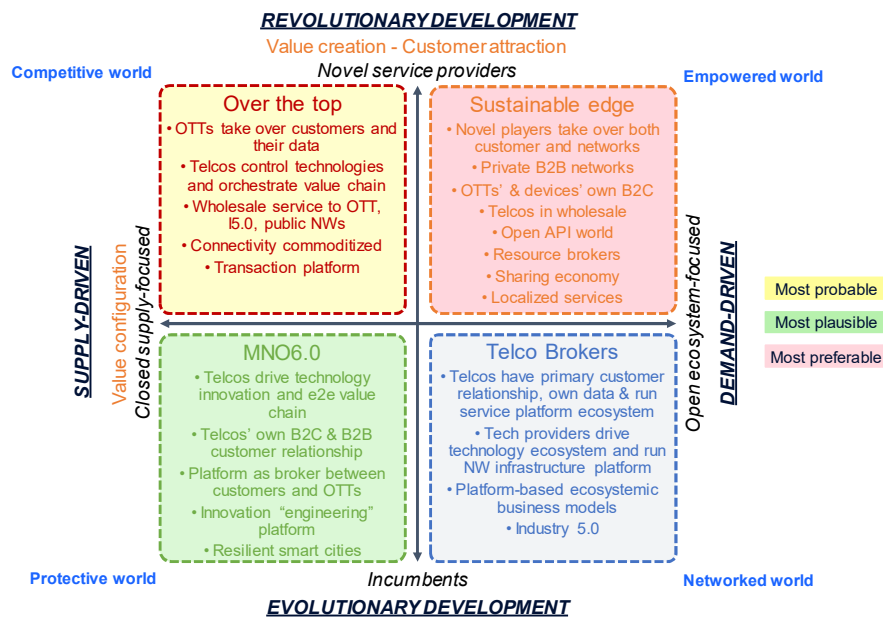 REVOLUTIONARY DEVELOPMENT
Value creation - Customer attraction
Competitive world
Novel service providers
Empowered world
Over the top
• OTTs take over customers and
their data
• Telcos control technologies
and orchestrate value chain
• Wholesale service to OTT,
I5.0, public NWs
• Connectivity commoditized
• Transaction platform
Sustainable edge
• Novel players take over both
customer and networks
• Private B2B networks
• OTTs' & devices' own B2C
• Telcos in wholesale
• Open API world
• Resource brokers
• Sharing economy
• Localized services
SUPPLY-DRIVEN
Value configuration
Closed supply-focused
Open ecosystem-focused
DEMAND-DRIVEN
Most probable
Most plausible
Most preferable
MNO6.0
• Telcos drive technology
innovation and e2e value
chain
• Telcos' own B2C & B2B
customer relationship
• Platform as broker between
customers and OTTs
• Innovation “engineering”
platform
• Resilient smart cities
Telco Brokers
• Telcos have primary customer
relationship, own data & run
service platform ecosystem
• Tech providers drive
technology ecosystem and run
NW infrastructure platform
• Platform-based ecosystemic
business models
• Industry 5.0
Protective world
Incumbents
Networked world
EVOLUTIONARY DEVELOPMENT